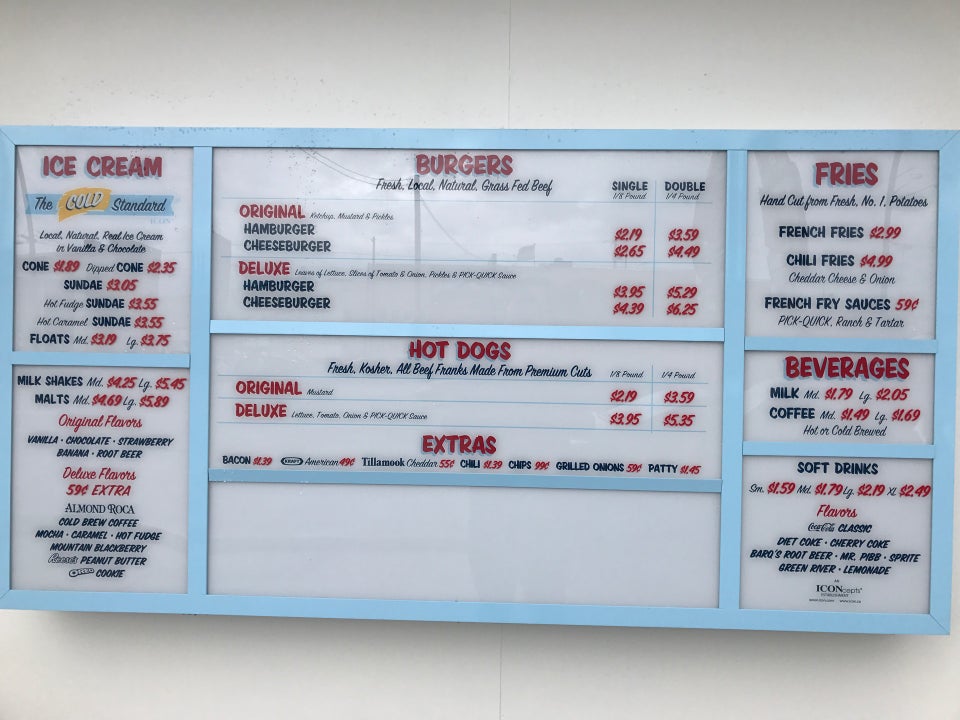 ICE CREAM
The GOLD Standard
ICON
Local, Natural, Real Ice Cream
in Vanilla & Chocolate
CONE $1.89 Dipped CONE $2.35
SUNDAE $3.05
Hot Fudge SUNDAE $3.55
Hot Caramel SUNDAE $3.55
FLOATS Md. $3.19 Lg. $3.75
MILK SHAKES Md. $4.25 Lg. $5.45
MALTS Md. $4.69 Lg. $5.89
Original Flavors
VANILLA • CHOCOLATE • STRAWBERRY
BANANA • ROOT BEER
Deluxe Flavors
59¢ EXTRA
ALMOND ROCA
COLD BREW COFFEE
MOCHA • CARAMEL • HOT FUDGE
MOUNTAIN BLACKBERRY
Reese's PEANUT BUTTER
OREO COOKIE
BURGERS
Fresh, Local, Natural, Grass Fed Beef
SINGLE DOUBLE
1/8 Pound 1/4 Pound
ORIGINAL Ketchup, Mustard & Pickles
HAMBURGER $2.19 $3.59
CHEESEBURGER $2.65 $4.49
DELUXE Leaves of Lettuce, Slices of Tomato & Onion, Pickles & PICK-QUICK Sauce
HAMBURGER $3.95 $5.29
CHEESEBURGER $4.39 $6.25
HOT DOGS
Fresh, Kosher, All Beef Franks Made From Premium Cuts 1/8 Pound 1/4 Pound
ORIGINAL Mustard $2.19 $3.59
DELUXE Lettuce, Tomato, Onion & PICK-QUICK Sauce $3.95 $5.35
EXTRAS
BACON $1.39 KRAFT American 49¢ Tillamook Cheddar 55¢ CHILI $1.39 CHIPS 99¢ GRILLED ONIONS 59¢ PATTY $1.45
FRIES
Hand Cut from Fresh, No. 1, Potatoes
FRENCH FRIES $2.99
CHILI FRIES $4.99
Cheddar Cheese & Onion
FRENCH FRY SAUCES 59¢
PICK-QUICK, Ranch & Tartar
BEVERAGES
MILK Md. $1.79 Lg. $2.05
COFFEE Md. $1.49 Lg. $1.69
Hot or Cold Brewed
SOFT DRINKS
Sm. $1.59 Md. $1.79 Lg. $2.19 XL $2.49
Flavors
Coca-Cola CLASSIC
DIET COKE • CHERRY COKE
BARQ'S ROOT BEER • MR. PIBB • SPRITE
GREEN RIVER • LEMONADE
AN
ICONcepts
ESTABLISHMENT